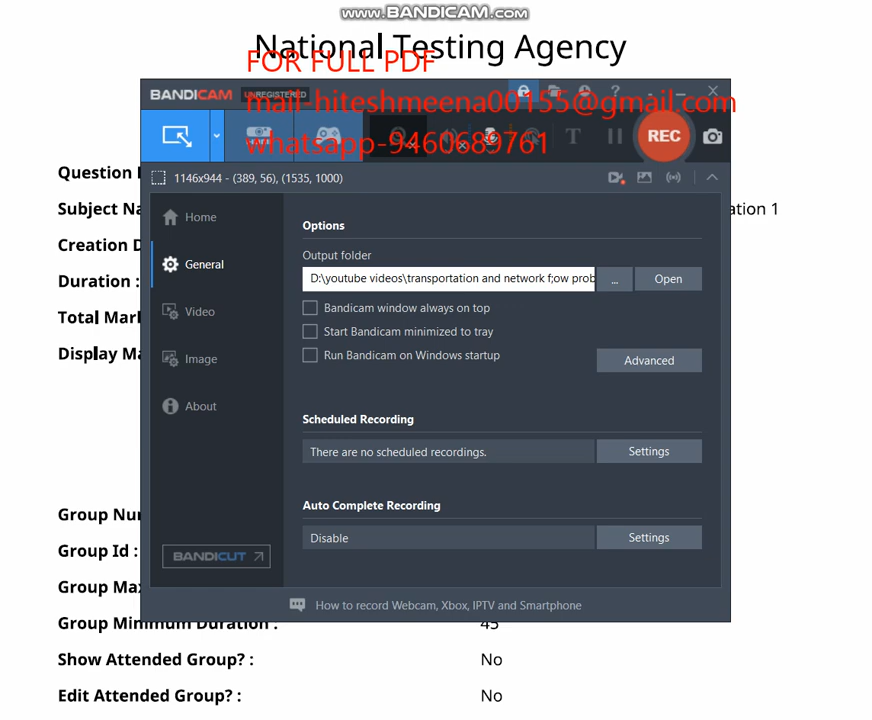 www.BANDICAM.com
National Testing Agency
FOR FULL PDF
BANDICAM UNREGISTERED
mail-hiteshmeena00155@gmail.com
REC
whatsapp-9460689761
Question
1146x944 - (389, 56), (1535, 1000)
Subject Na
ation 1
Home
Options
Creation D
Output folder
General
D:\youtube videos\transportation and network f;ow prob
...
Open
Duration :
Bandicam window always on top
Video
Total Mar
Start Bandicam minimized to tray
Display Ma
Run Bandicam on Windows startup
Advanced
Image
About
Scheduled Recording
There are no scheduled recordings.
Settings
Auto Complete Recording
Group Nu
Disable
Settings
Group Id :
BANDICUT
Group Max
How to record Webcam, Xbox, IPTV and Smartphone
Group Minimum Duration :
45
Show Attended Group? :
No
Edit Attended Group? :
No